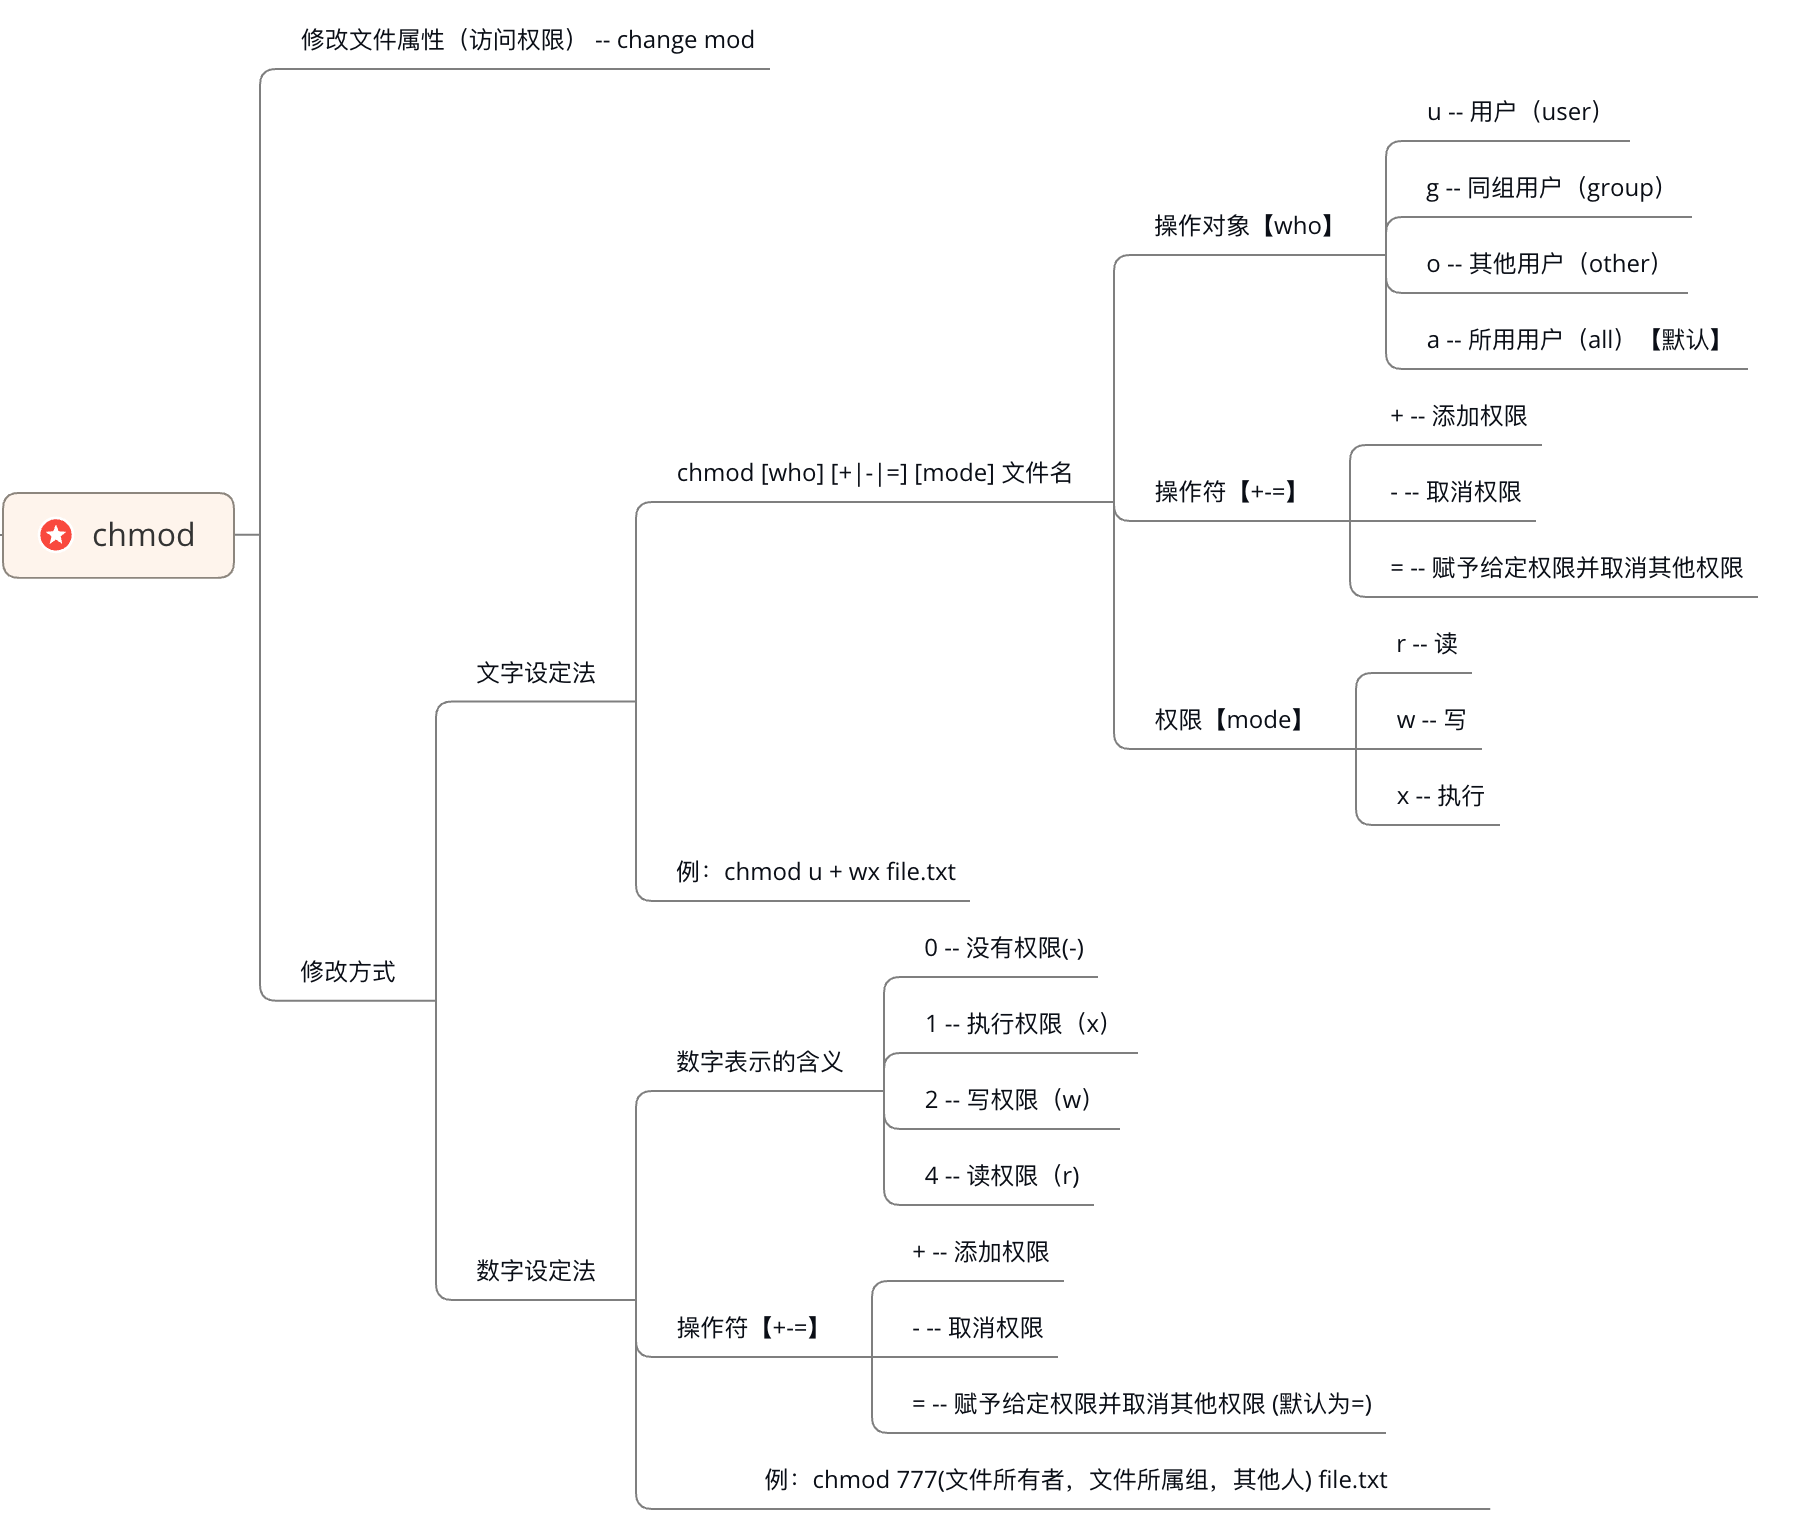 修改文件属性（访问权限） -- change mod
u -- 用户（user）
g -- 同组用户（group）
操作对象【who】
o -- 其他用户（other）
a -- 所用用户（all）【默认】
+ -- 添加权限
chmod [who] [+|-|=] [mode] 文件名
操作符【+-=】
- -- 取消权限
chmod
= -- 赋予给定权限并取消其他权限
r -- 读
文字设定法
权限【mode】
w -- 写
x -- 执行
例：chmod u + wx file.txt
0 -- 没有权限(-)
修改方式
1 -- 执行权限（x）
数字表示的含义
2 -- 写权限（w）
4 -- 读权限（r)
+ -- 添加权限
数字设定法
操作符【+-=】
- -- 取消权限
= -- 赋予给定权限并取消其他权限 (默认为=)
例：chmod 777(文件所有者，文件所属组，其他人) file.txt